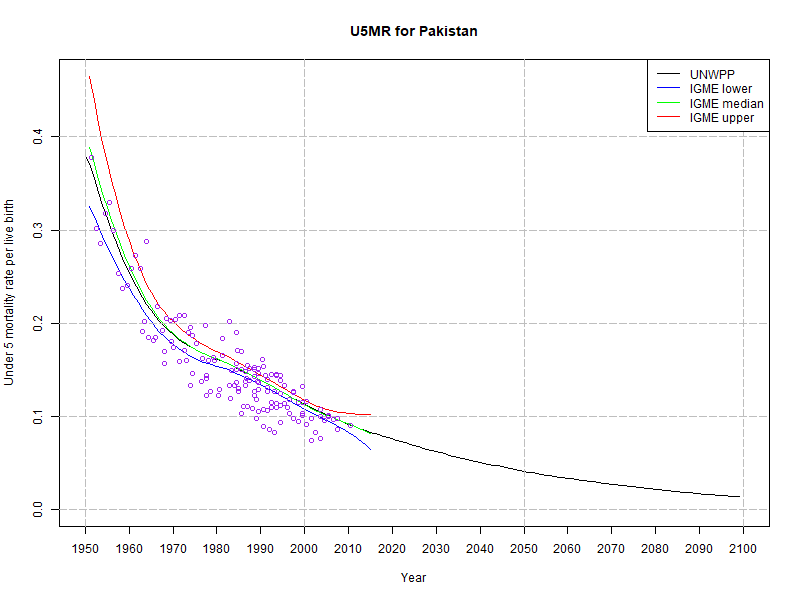 U5MR for Pakistan
UNWPP
IGME lower
IGME median
IGME upper
Under 5 mortality rate per live birth
0.4
0.3
0.2
0.1
0.0
1950 1960 1970 1980 1990 2000 2010 2020 2030 2040 2050 2060 2070 2080 2090 2100
Year